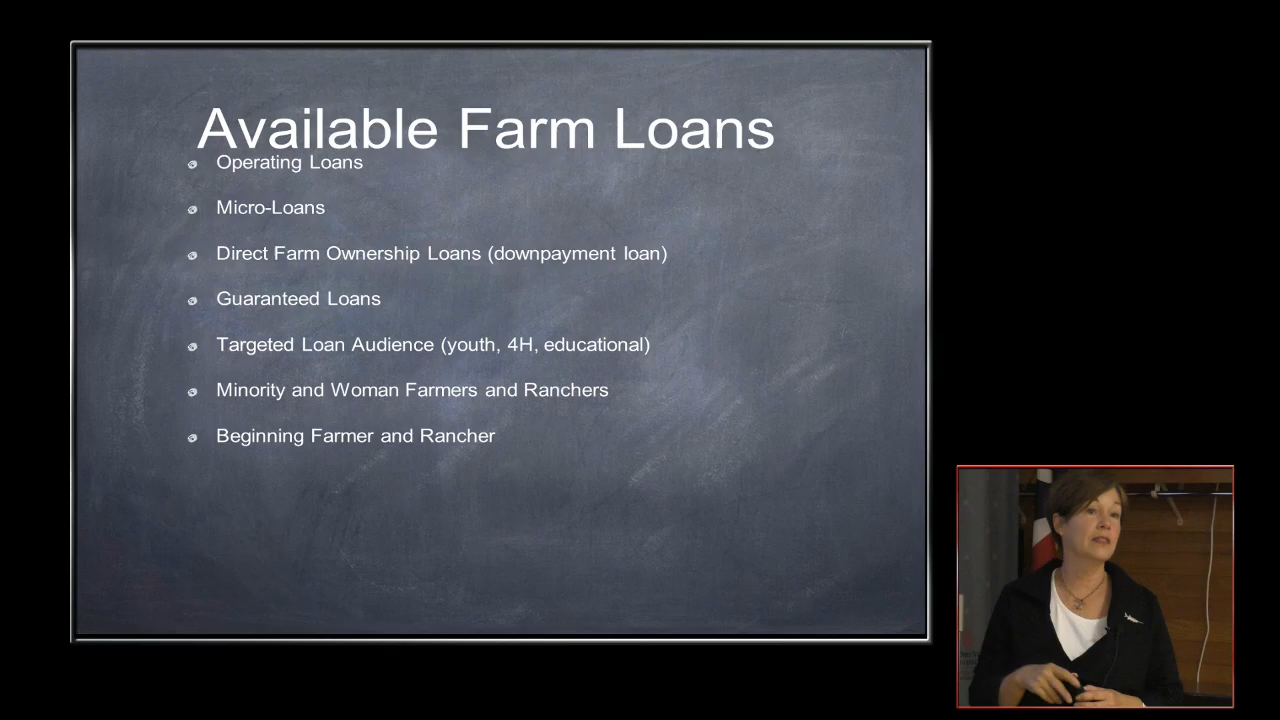 Available Farm Loans
Operating Loans
Micro-Loans
Direct Farm Ownership Loans (downpayment loan)
Guaranteed Loans
Targeted Loan Audience (youth, 4H, educational)
Minority and Woman Farmers and Ranchers
Beginning Farmer and Rancher